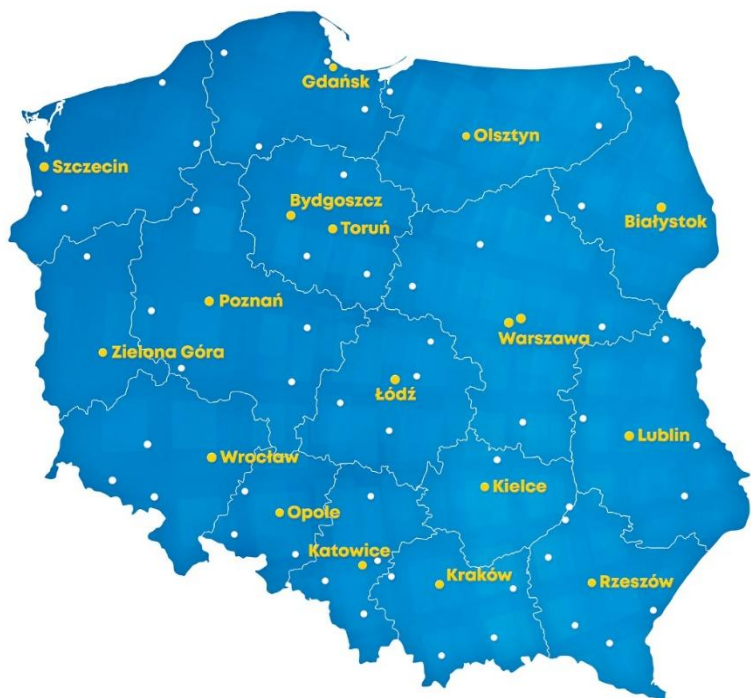 Gdańsk
Olsztyn
Szczecin
Bydgoszcz
Białystok
Toruń
Poznań
Warszawa
Zielona Góra
Łódź
Lublin
Wrocław
Kielce
Opole
Katowice
Kraków
Rzeszów